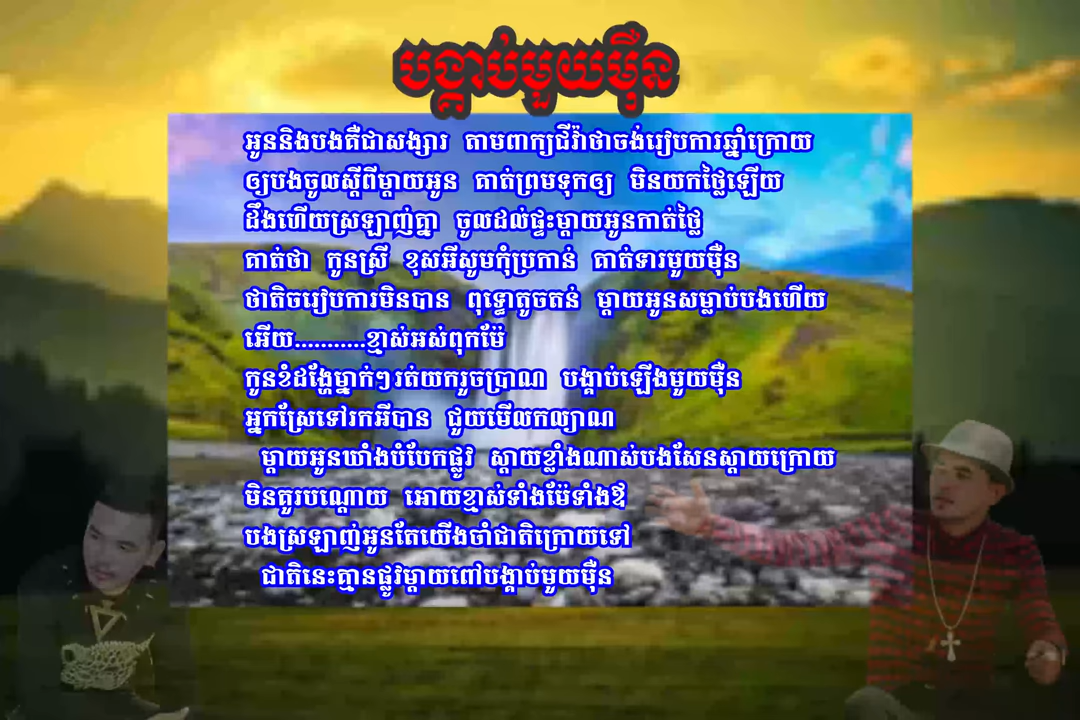 បង្គាប់មួយម៉ឺន
អូននិងបងគឺជាសង្សារ តាមពាក្យជីវ៉ាថាចង់រៀបការឆ្នាំក្រោយ
ឲ្យបងចូលស្ដីពីម្ដាយអូន គាត់ព្រមទុកឲ្យ មិនយកថ្លៃឡើយ
ដឹងហើយស្រឡាញ់គ្នា ចូលដល់ផ្ទះម្ដាយអូនកាត់ថ្លៃ
គាត់ថា កូនស្រី ខុសអីសូមកុំប្រកាន់ គាត់ទារមួយម៉ឺន
ថាតិចរៀបការមិនបាន ពុទ្ធោតូចតន់ ម្ដាយអូនសម្លាប់បងហើយ
អើយ...........ខ្មាស់អស់ពុកម៉ែ
កូនខំដង្ហែម្នាក់ៗរត់យករួចប្រាណ បង្គាប់ឡើងមួយម៉ឺន
អ្នកស្រែទៅរកអីបាន ជួយមើលកល្យាណ
ម្ដាយអូនឃាំងបំបែកផ្លូវ ស្ដាយខ្លាំងណាស់បងសែនស្ដាយក្រោយ
មិនគួរបណ្ដោយ អោយខ្មាស់ទាំងម៉ែទាំងឪ
បងស្រឡាញ់អូនតែយើងចាំជាតិក្រោយទៅ
ជាតិនេះគ្មានផ្លូវម្ដាយពៅបង្គាប់មួយម៉ឺន